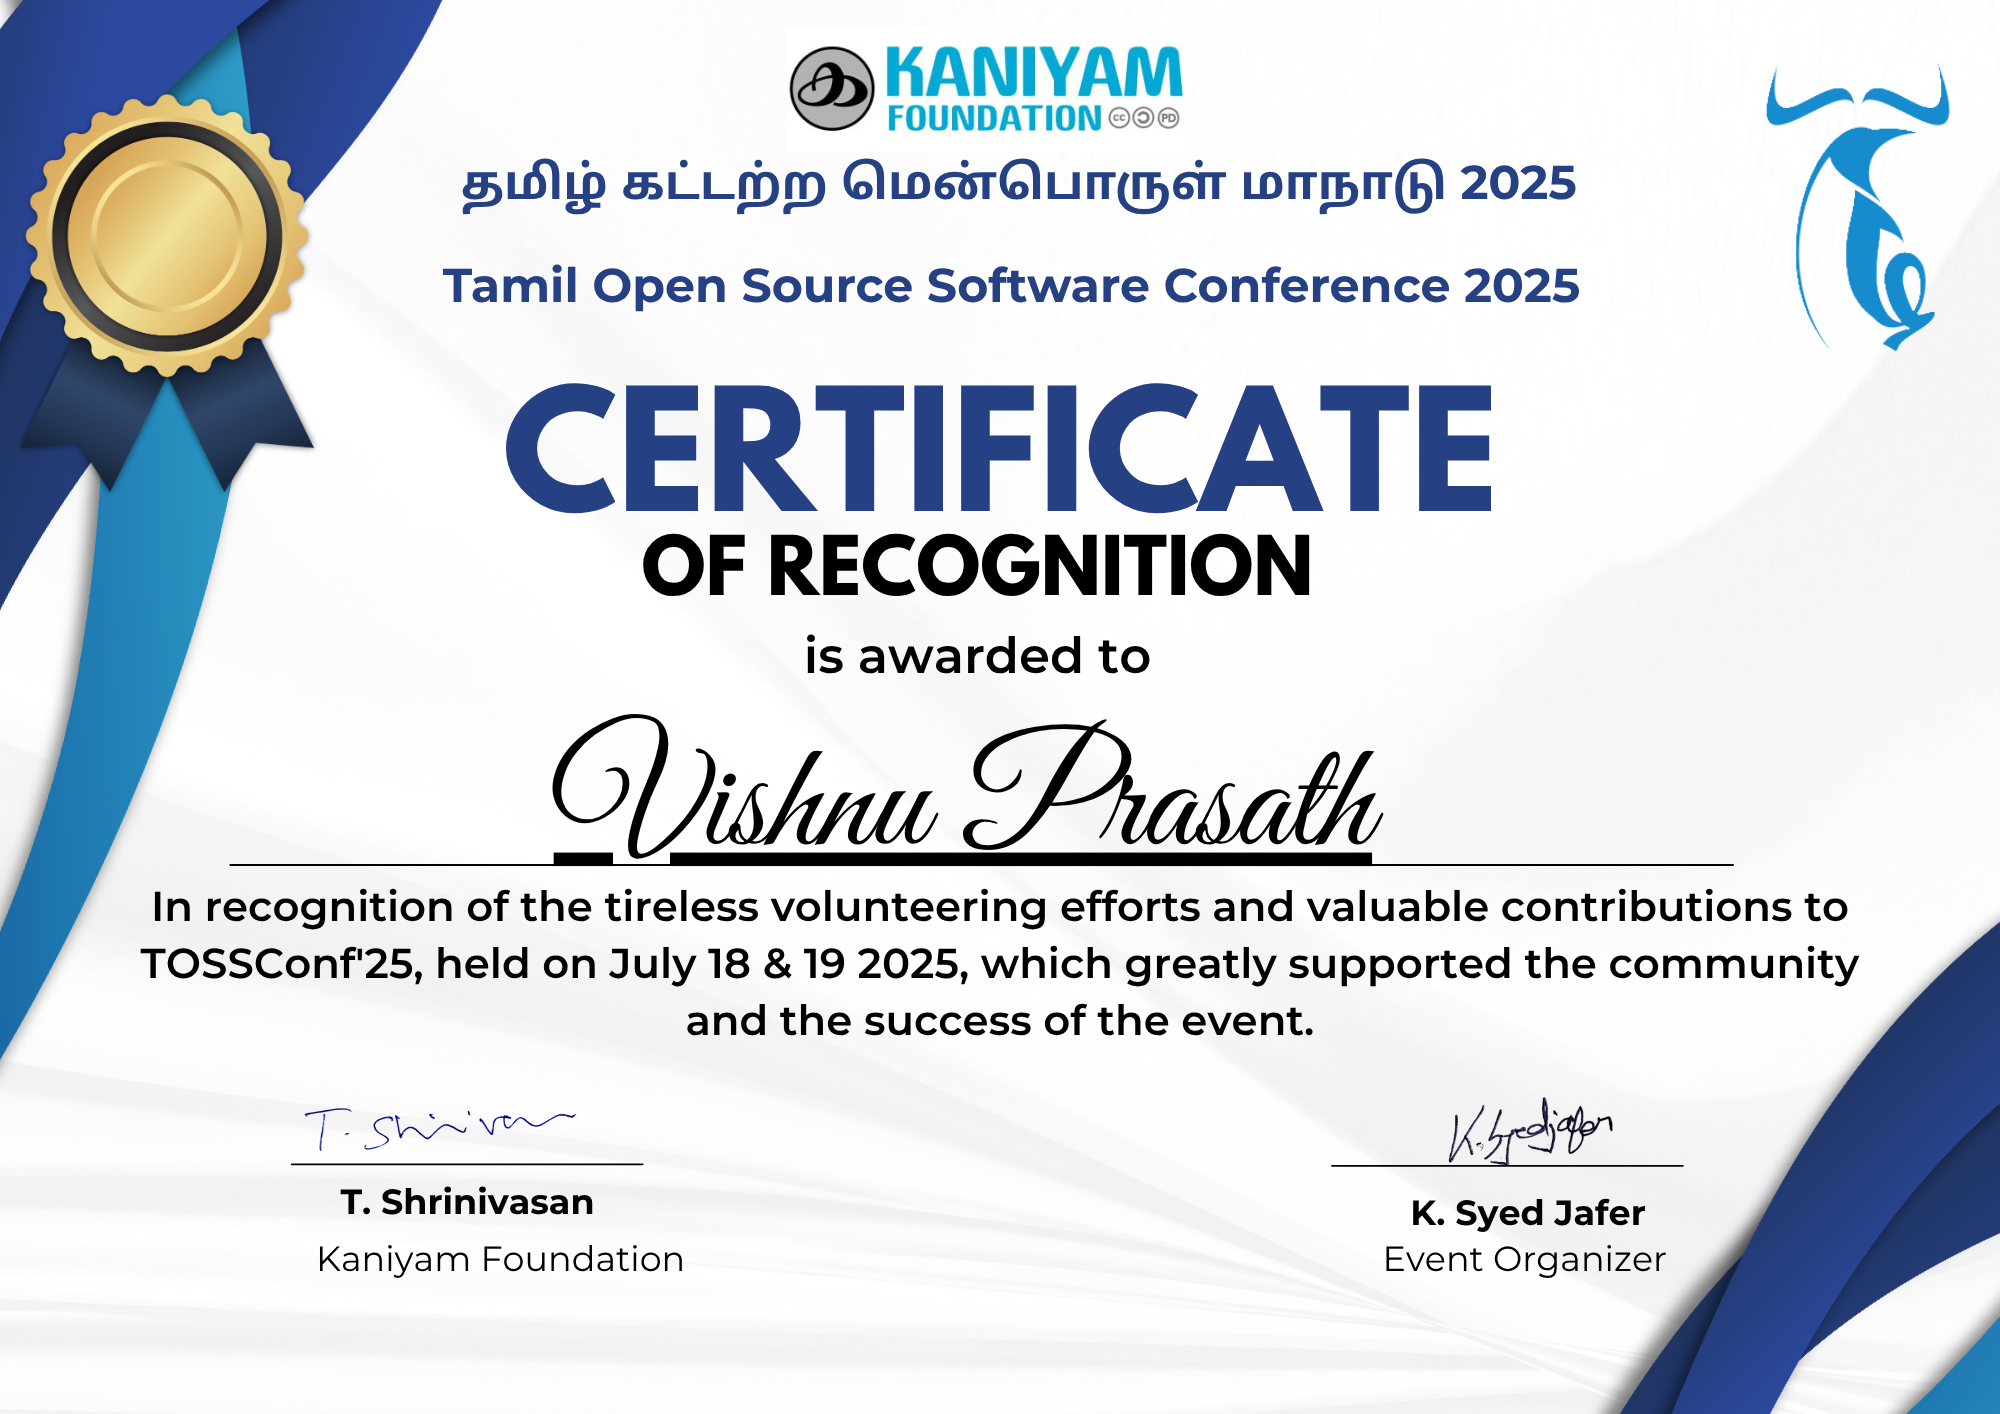 KANIYAM
FOUNDATION
தமிழ் கட்டற்ற மென்பொருள் மாநாடு 2025
Tamil Open Source Software Conference 2025
CERTIFICATE
OF RECOGNITION
is awarded to
Vishnu Prasath
In recognition of the tireless volunteering efforts and valuable contributions to
TOSSConf'25, held on July 18 & 19 2025, which greatly supported the community
and the success of the event.
T. Shrinivasan
K. Syedjafer
T. Shrinivasan
Kaniyam Foundation
K. Syed Jafer
Event Organizer